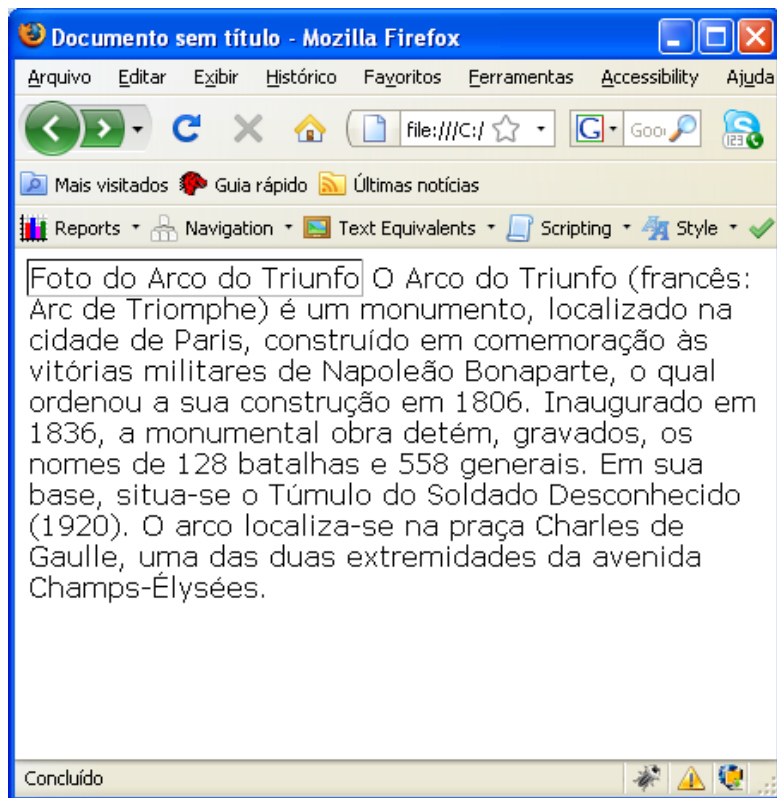 Documento sem título - Mozilla Firefox
Arquivo Editar Exibir Histórico Favoritos Ferramentas Accessibility Ajuda
file:///C:/ G Goo
Mais visitados Guia rápido Últimas notícias
Reports Navigation Text Equivalents Scripting Style
Foto do Arco do Triunfo O Arco do Triunfo (francês:
Arc de Triomphe) é um monumento, localizado na
cidade de Paris, construído em comemoração às
vitórias militares de Napoleão Bonaparte, o qual
ordenou a sua construção em 1806. Inaugurado em
1836, a monumental obra detém, gravados, os
nomes de 128 batalhas e 558 generais. Em sua
base, situa-se o Túmulo do Soldado Desconhecido
(1920). O arco localiza-se na praça Charles de
Gaulle, uma das duas extremidades da avenida
Champs-Élysées.
Concluído